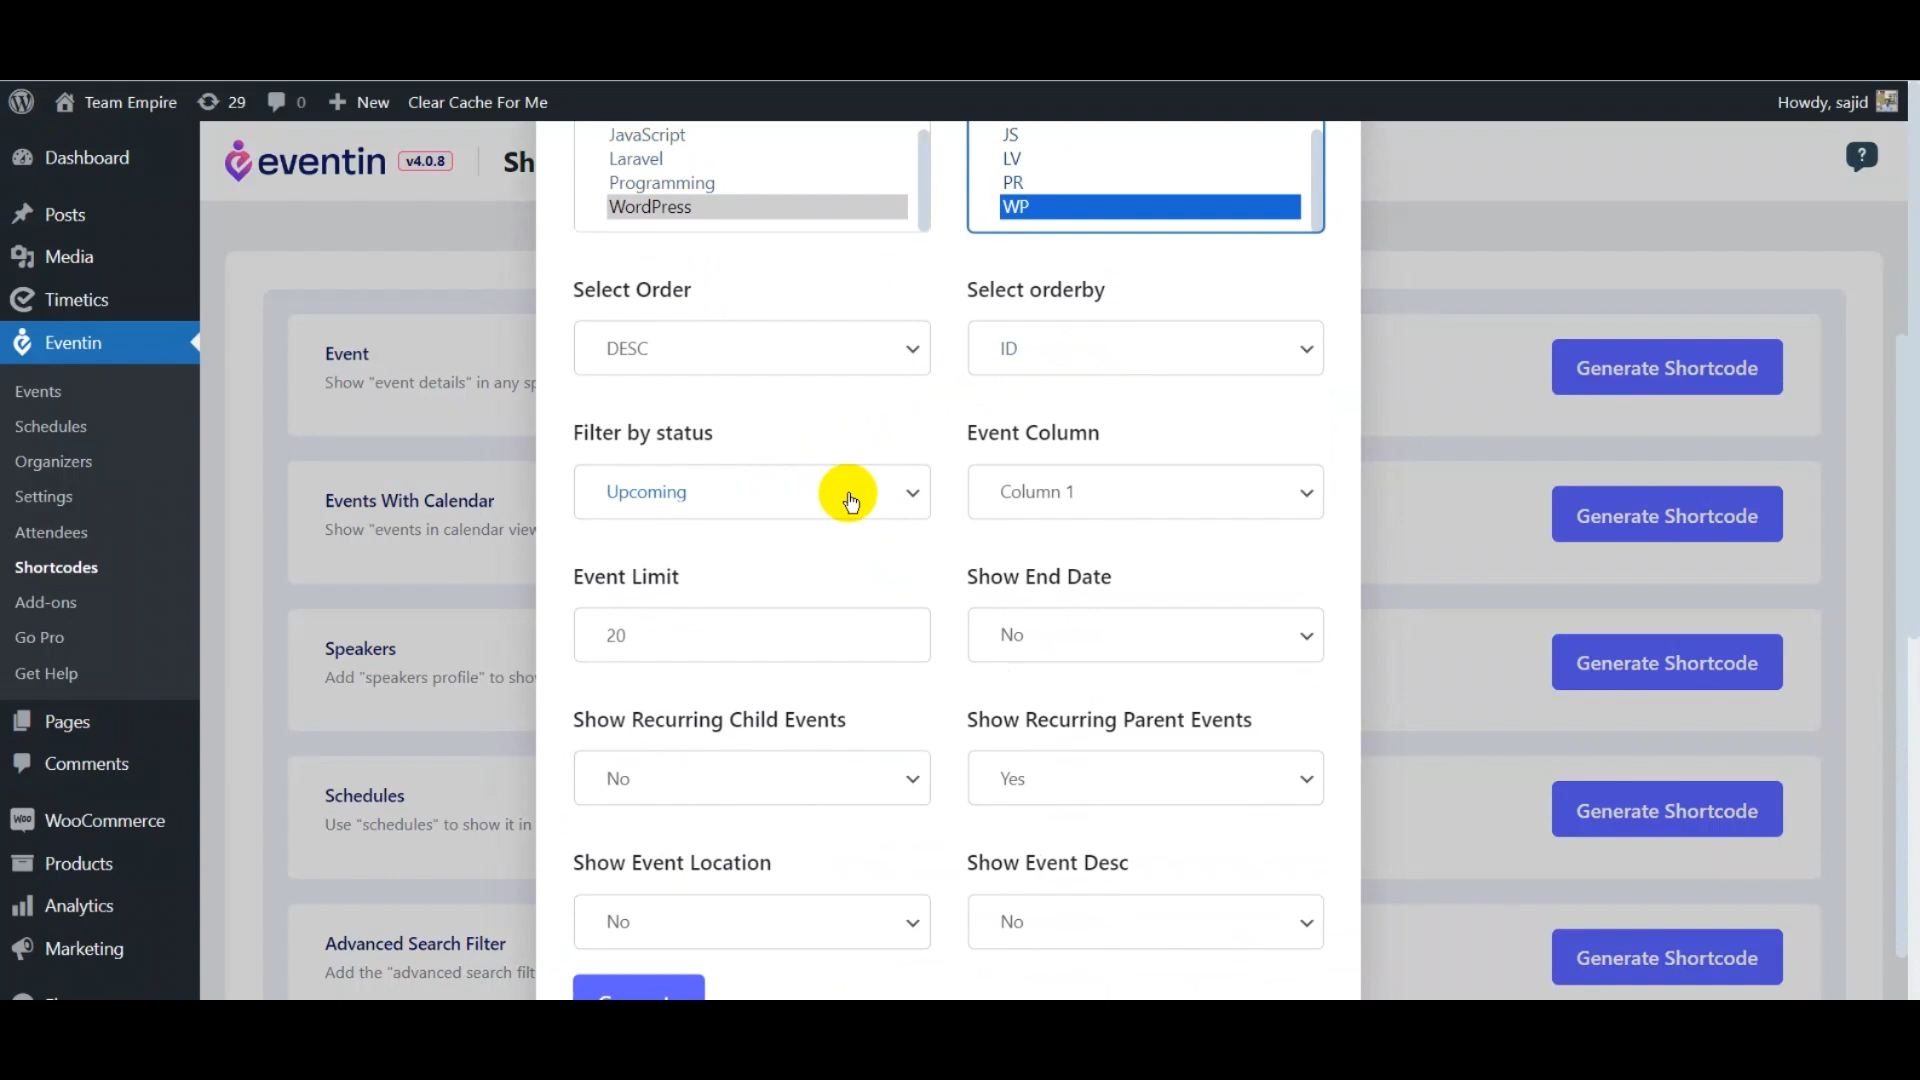 Team Empire
29
0
New
Clear Cache For Me
Howdy, sajid
Dashboard
Posts
Media
Timetics
Eventin
Events
Schedules
Organizers
Settings
Attendees
Shortcodes
Add-ons
Go Pro
Get Help
Pages
Comments
Woo WooCommerce
Products
Analytics
Marketing
eventin
v4.0.8
Sh
?
Event
Show "event details" in any sp
Generate Shortcode
Events With Calendar
Show "events in calendar view
Generate Shortcode
Speakers
Add "speakers profile" to sho
Generate Shortcode
Schedules
Use "schedules" to show it in
Generate Shortcode
Advanced Search Filter
Add the "advanced search filt
Generate Shortcode
JavaScript
Laravel
Programming
WordPress
JS
LV
PR
WP
Select Order
DESC
Select orderby
ID
Filter by status
Upcoming
Event Column
Column 1
Event Limit
20
Show End Date
No
Show Recurring Child Events
No
Show Recurring Parent Events
Yes
Show Event Location
No
Show Event Desc
No